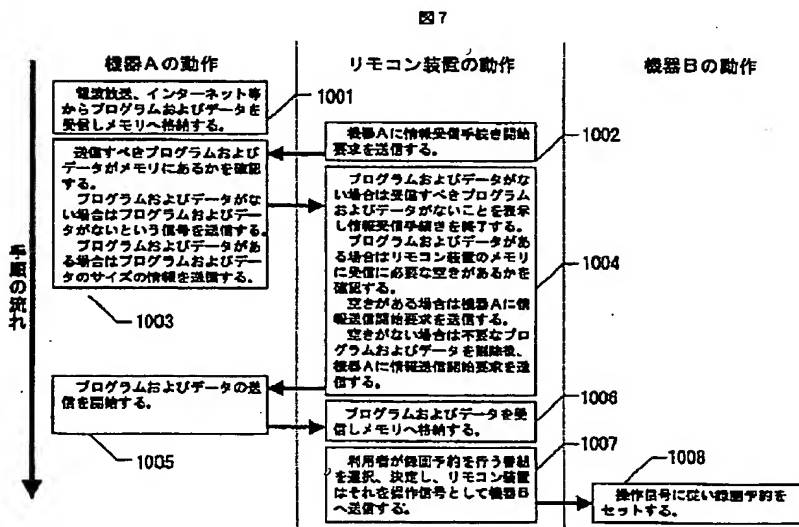 図7
機器Aの動作
リモコン装置の動作
機器Bの動作
手順の流れ
電波放送、インターネット等
からプログラムおよびデータを
受信しメモリへ格納する。
1001
機器Aに情報受信手続き開始
要求を送信する。
1002
送信すべきプログラムおよび
データがメモリにあるかを確認
する。
プログラムおよびデータがな
い場合はプログラムおよびデー
タがないという信号を送信する。
プログラムおよびデータがあ
る場合はプログラムおよびデー
タのサイズの情報を送信する。
1003
プログラムおよびデータがな
い場合は受信すべきプログラム
およびデータがないことを表示
し情報受信手続きを終了する。
プログラムおよびデータがあ
る場合はリモコン装置のメモリ
に受信に必要な空きがあるかを
確認する。
空きがある場合は機器Aに情
報送信開始要求を送信する。
空きがない場合は不要なプロ
グラムおよびデータを削除後、
機器Aに情報送信開始要求を送
信する。
1004
プログラムおよびデータの送
信を開始する。
1005
プログラムおよびデータを受
信しメモリへ格納する。
1006
利用者が録画予約を行う番組
を選択、決定し、リモコン装置
はそれを操作信号として機器B
へ送信する。
1007
操作信号に従い録画予約を
セットする。
1008